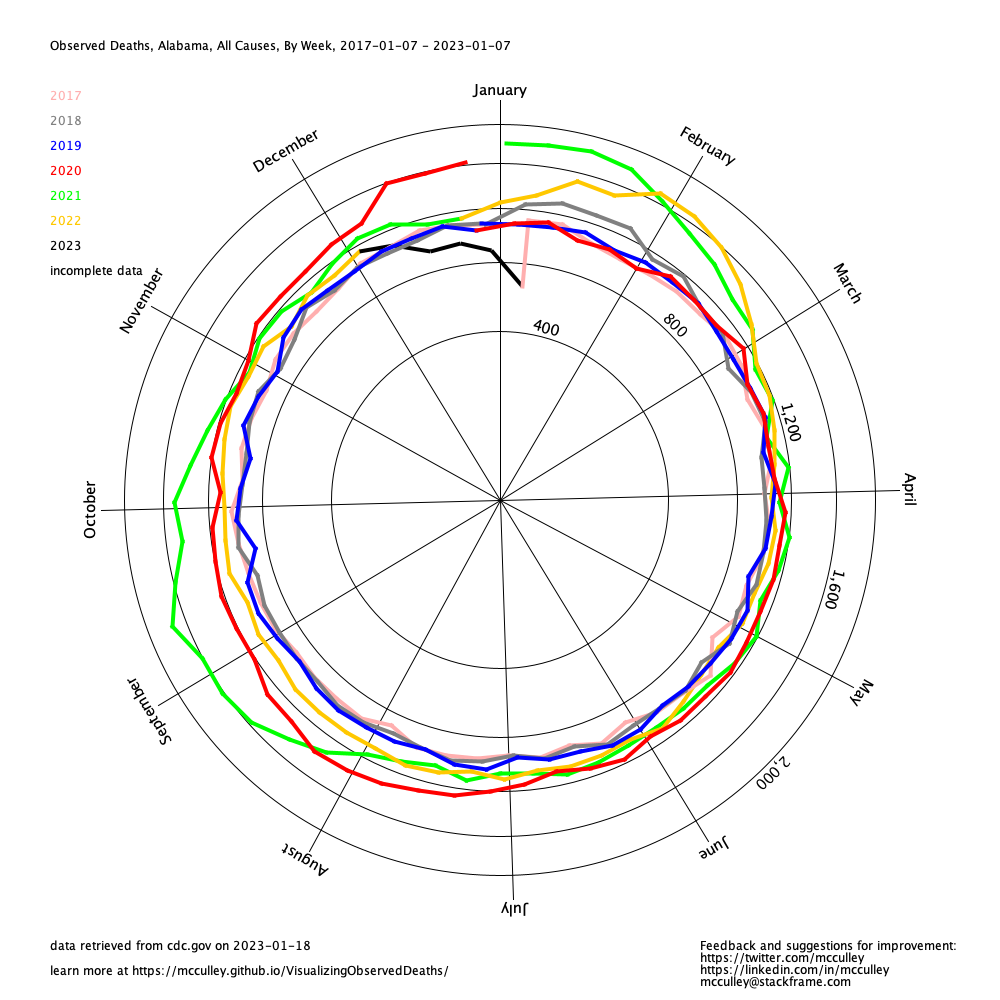 Observed Deaths, Alabama, All Causes, By Week, 2017-01-07 - 2023-01-07
January
2017
2018
2019
2020
2021
2022
2023
incomplete data
December
February
November
March
400
800
1,200
October
April
1,600
September
May
2,000
August
June
July
data retrieved from cdc.gov on 2023-01-18
learn more at https://mcculley.github.io/VisualizingObservedDeaths/
Feedback and suggestions for improvement:
https://twitter.com/mcculley
https://linkedin.com/in/mcculley
mcculley@stackframe.com